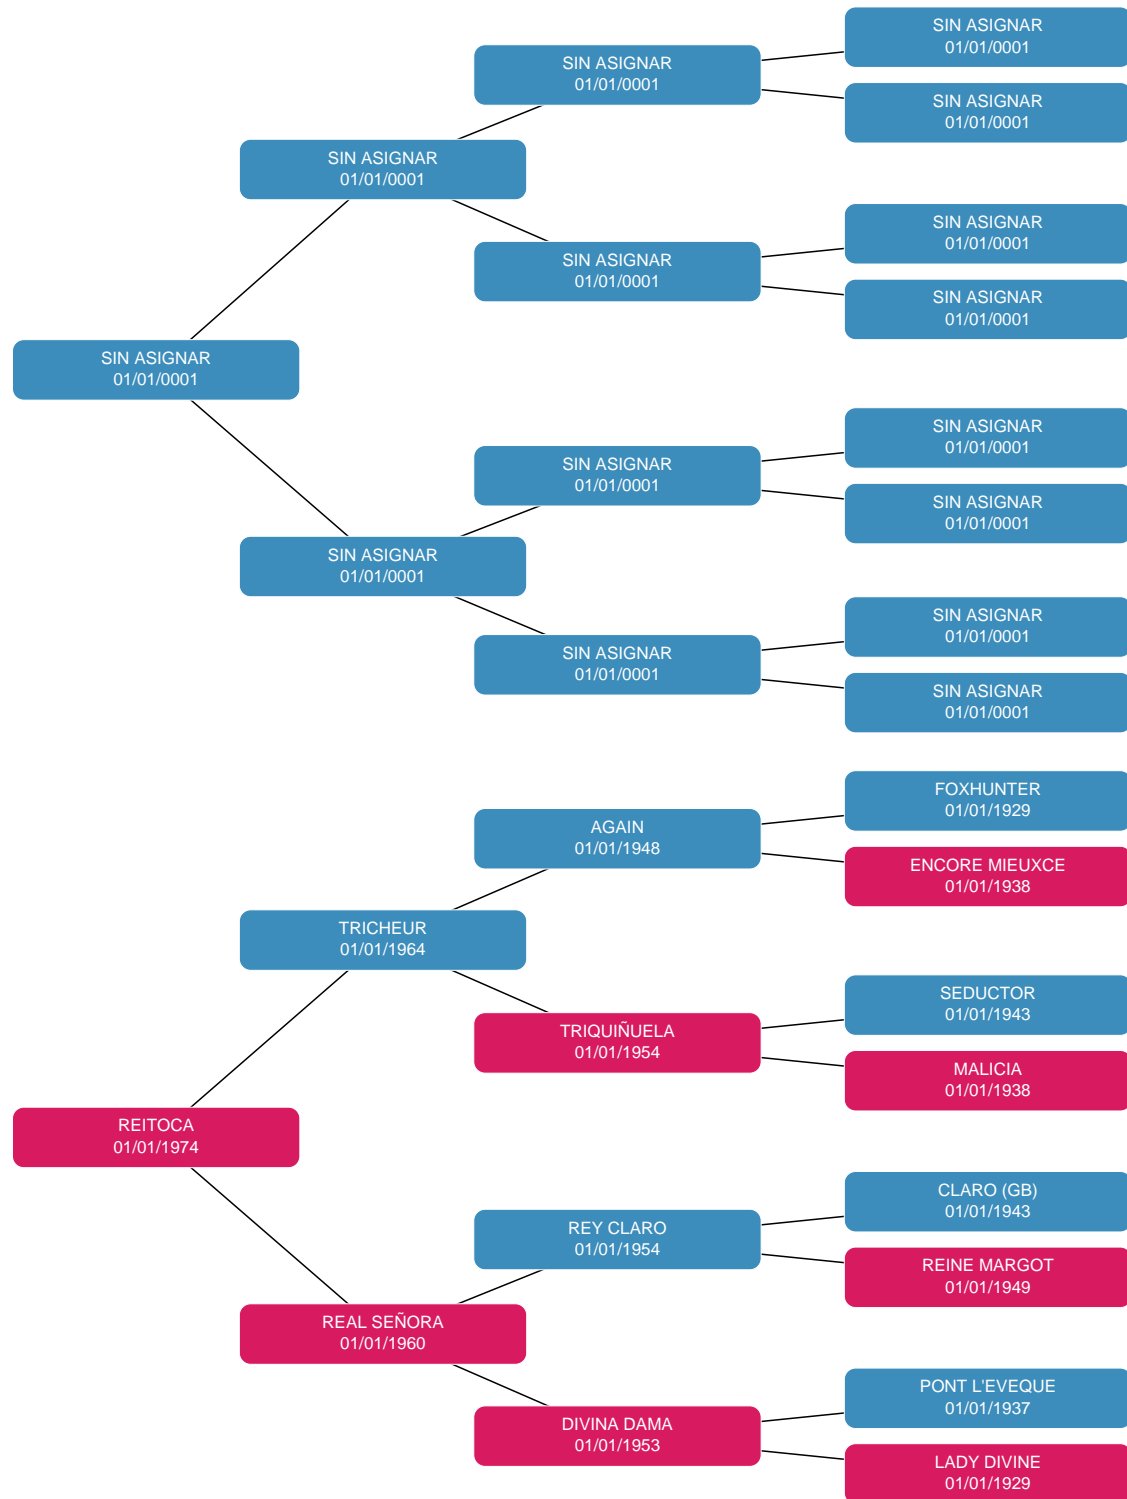 SIN ASIGNAR
01/01/0001
SIN ASIGNAR
01/01/0001
SIN ASIGNAR
01/01/0001
SIN ASIGNAR
01/01/0001
SIN ASIGNAR
01/01/0001
SIN ASIGNAR
01/01/0001
SIN ASIGNAR
01/01/0001
SIN ASIGNAR
01/01/0001
SIN ASIGNAR
01/01/0001
SIN ASIGNAR
01/01/0001
SIN ASIGNAR
01/01/0001
SIN ASIGNAR
01/01/0001
SIN ASIGNAR
01/01/0001
SIN ASIGNAR
01/01/0001
SIN ASIGNAR
01/01/0001
FOXHUNTER
01/01/1929
AGAIN
01/01/1948
ENCORE MIEUXCE
01/01/1938
TRICHEUR
01/01/1964
SEDUCTOR
01/01/1943
TRIQUIÑUELA
01/01/1954
MALICIA
01/01/1938
REITOCA
01/01/1974
CLARO (GB)
01/01/1943
REY CLARO
01/01/1954
REINE MARGOT
01/01/1949
REAL SEÑORA
01/01/1960
PONT L'EVEQUE
01/01/1937
DIVINA DAMA
01/01/1953
LADY DIVINE
01/01/1929